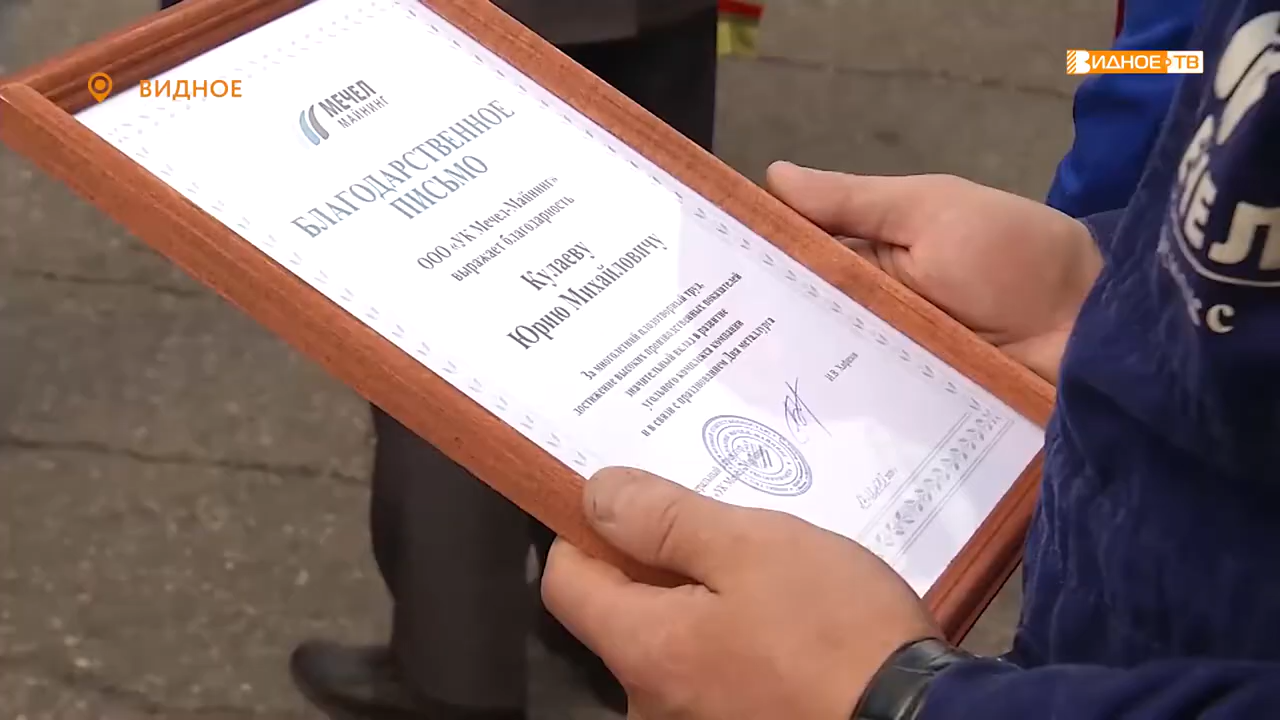 ВИДНОЕ
ВИДНОЕ ТВ
МЕЧЕЛ
МАЙНИНГ
БЛАГОДАРСТВЕННОЕ
ПИСЬМО
ООО «УК Мечел-Майнинг»
выражает благодарность
Кулаеву
Юрию Михайловичу
За многолетний плодотворный труд,
достижение высоких производственных показателей
значительный вклад в развитие
угольного комплекса компании
и в связи с празднованием Дня металлурга
И.В. Хафизов